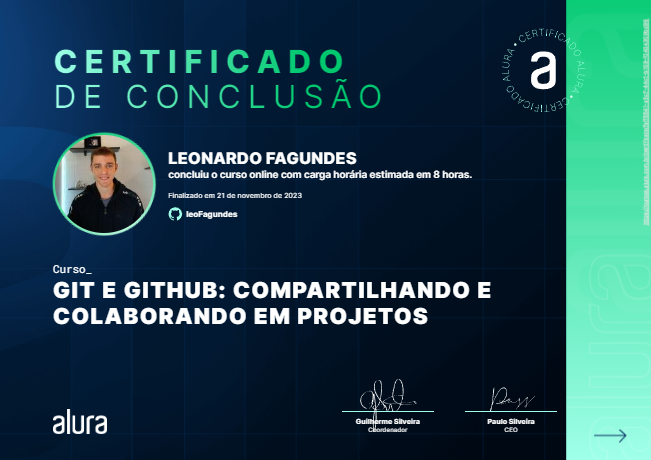 CERTIFICADO
DE CONCLUSÃO
CERTIFICADO ALURA • CERTIFICADO ALURA •
a
LEONARDO FAGUNDES
concluiu o curso online com carga horária estimada em 8 horas.
Finalizado em 21 de novembro de 2023
leoFagundes
Curso_
GIT E GITHUB: COMPARTILHANDO E
COLABORANDO EM PROJETOS
alura
Guilherme Silveira
Coordenador
Paulo Silveira
CEO
alura